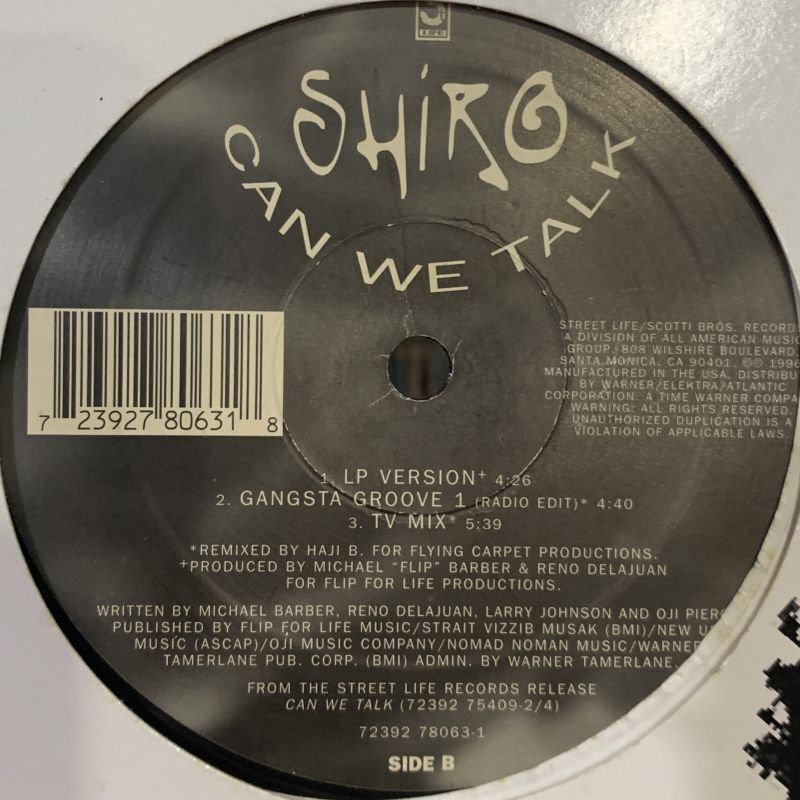 LIFE
SHiRO
CAN WE TALK
STREET LIFE/SCOTTI BROS. RECORDS
A DIVISION OF ALL AMERICAN MUSIC
GROUP. 808 WILSHIRE BOULEVARD,
SANTA MONICA, CA 90401. ©℗ 1996
MANUFACTURED IN THE USA. DISTRIBU
BY WARNER/ELEKTRA/ATLANTIC
CORPORATION. A TIME WARNER COMPA
WARNING: ALL RIGHTS RESERVED.
UNAUTHORIZED DUPLICATION IS A
VIOLATION OF APPLICABLE LAWS.
7 23927 80631 8
1. LP VERSION+ 4:26
2. GANGSTA GROOVE 1 (RADIO EDIT)* 4:40
3. TV MIX* 5:39
*REMIXED BY HAJI B. FOR FLYING CARPET PRODUCTIONS.
+PRODUCED BY MICHAEL "FLIP" BARBER & RENO DELAJUAN
FOR FLIP FOR LIFE PRODUCTIONS.
WRITTEN BY MICHAEL BARBER, RENO DELAJUAN, LARRY JOHNSON AND OJI PIERC
PUBLISHED BY FLIP FOR LIFE MUSIC/STRAIT VIZZIB MUSAK (BMI)/NEW
MUSIC (ASCAP)/OJI MUSIC COMPANY/NOMAD NOMAN MUSIC/WARNER
TAMERLANE PUB. CORP. (BMI) ADMIN. BY WARNER TAMERLANE.
FROM THE STREET LIFE RECORDS RELEASE
CAN WE TALK (72392 75409-2/4)
72392 78063-1
SIDE B